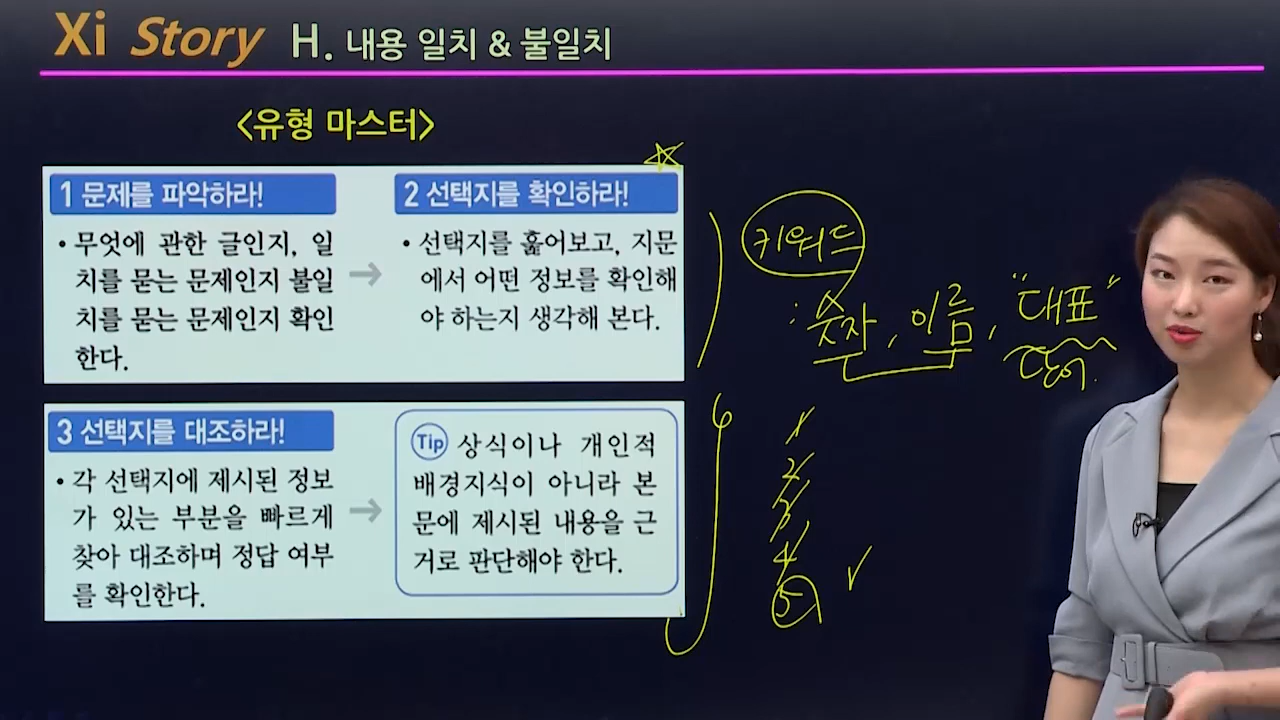 Xi Story H. 내용 일치 & 불일치
<유형 마스터>
1 문제를 파악하라!
• 무엇에 관한 글인지, 일
치를 묻는 문제인지 불일
치를 묻는 문제인지 확인
한다.
2 선택지를 확인하라!
• 선택지를 훑어보고, 지문
에서 어떤 정보를 확인해
야 하는지 생각해 본다.
3 선택지를 대조하라!
• 각 선택지에 제시된 정보
가 있는 부분을 빠르게
찾아 대조하며 정답 여부
를 확인한다.
Tip 상식이나 개인적
배경지식이 아니라 본
문에 제시된 내용을 근
거로 판단해야 한다.
키워드
: 숫자, 이름, "대표"
단어.
1
2
3
4
5